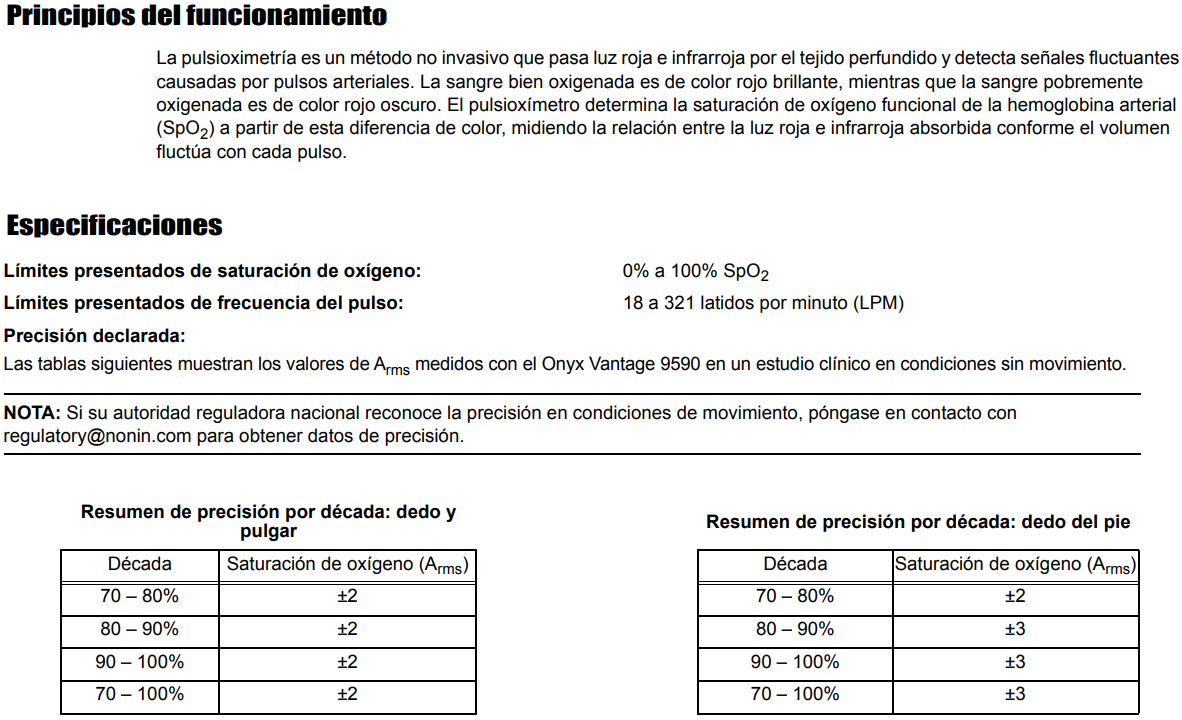 Principios del funcionamiento
La pulsioximetría es un método no invasivo que pasa luz roja e infrarroja por el tejido perfundido y detecta señales fluctuantes
causadas por pulsos arteriales. La sangre bien oxigenada es de color rojo brillante, mientras que la sangre pobremente
oxigenada es de color rojo oscuro. El pulsioxímetro determina la saturación de oxígeno funcional de la hemoglobina arterial
(SpO2) a partir de esta diferencia de color, midiendo la relación entre la luz roja e infrarroja absorbida conforme el volumen
fluctúa con cada pulso.
Especificaciones
Límites presentados de saturación de oxígeno: 0% a 100% SpO2
Límites presentados de frecuencia del pulso: 18 a 321 latidos por minuto (LPM)
Precisión declarada:
Las tablas siguientes muestran los valores de Arms medidos con el Onyx Vantage 9590 en un estudio clínico en condiciones sin movimiento.
NOTA: Si su autoridad reguladora nacional reconoce la precisión en condiciones de movimiento, póngase en contacto con
regulatory@nonin.com para obtener datos de precisión.
Resumen de precisión por década: dedo y
pulgar
Década Saturación de oxígeno (Arms)
70 – 80% ±2
80 – 90% ±2
90 – 100% ±2
70 – 100% ±2
Resumen de precisión por década: dedo del pie
Década Saturación de oxígeno (Arms)
70 – 80% ±2
80 – 90% ±3
90 – 100% ±3
70 – 100% ±3